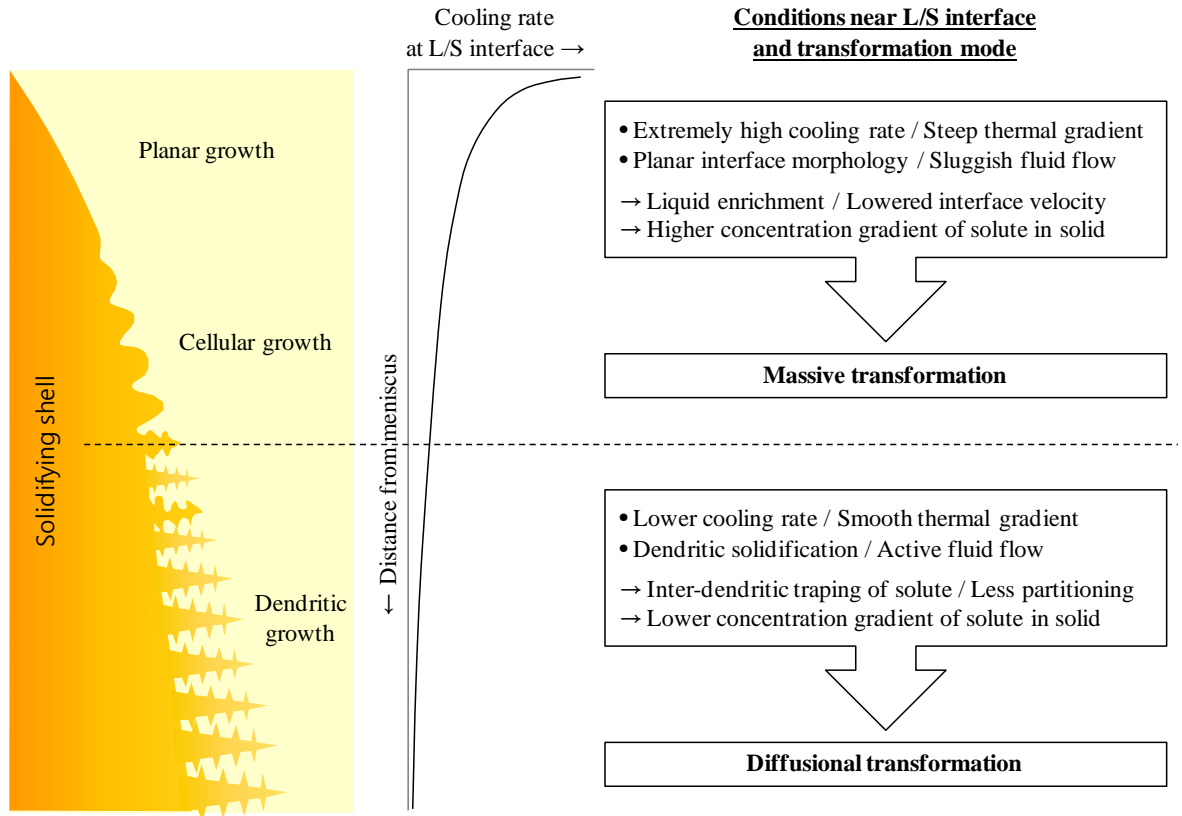 Cooling rate
at L/S interface →
Conditions near L/S interface
and transformation mode
Planar growth
Cellular growth
Dendritic
growth
Solidifying shell
← Distance from meniscus
• Extremely high cooling rate / Steep thermal gradient
• Planar interface morphology / Sluggish fluid flow
→ Liquid enrichment / Lowered interface velocity
→ Higher concentration gradient of solute in solid
Massive transformation
• Lower cooling rate / Smooth thermal gradient
• Dendritic solidification / Active fluid flow
→ Inter-dendritic traping of solute / Less partitioning
→ Lower concentration gradient of solute in solid
Diffusional transformation